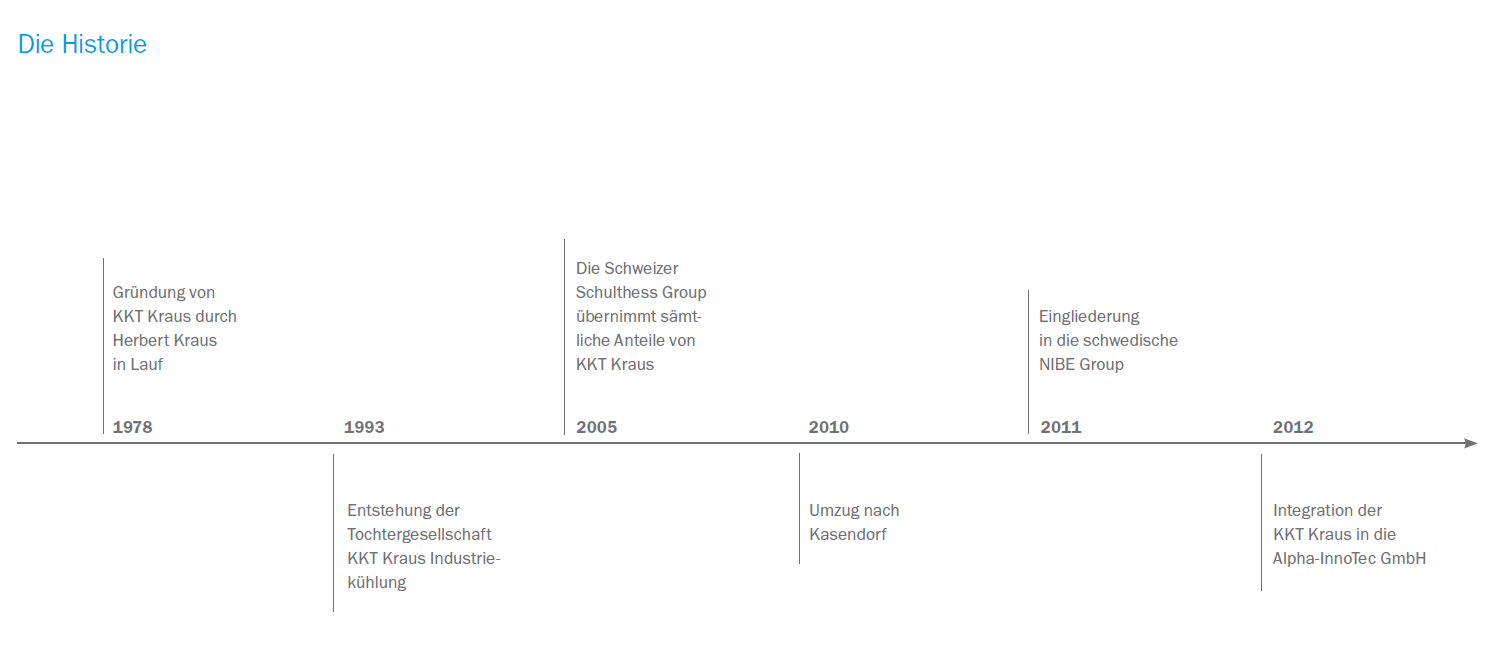 Die Historie
Gründung von
KKT Kraus durch
Herbert Kraus
in Lauf
1978
1993
Entstehung der
Tochtergesellschaft
KKT Kraus Industrie-
kühlung
Die Schweizer
Schulthess Group
übernimmt sämt-
liche Anteile von
KKT Kraus
2005
2010
Umzug nach
Kasendorf
Eingliederung
in die schwedische
NIBE Group
2011
2012
Integration der
KKT Kraus in die
Alpha-InnoTec GmbH